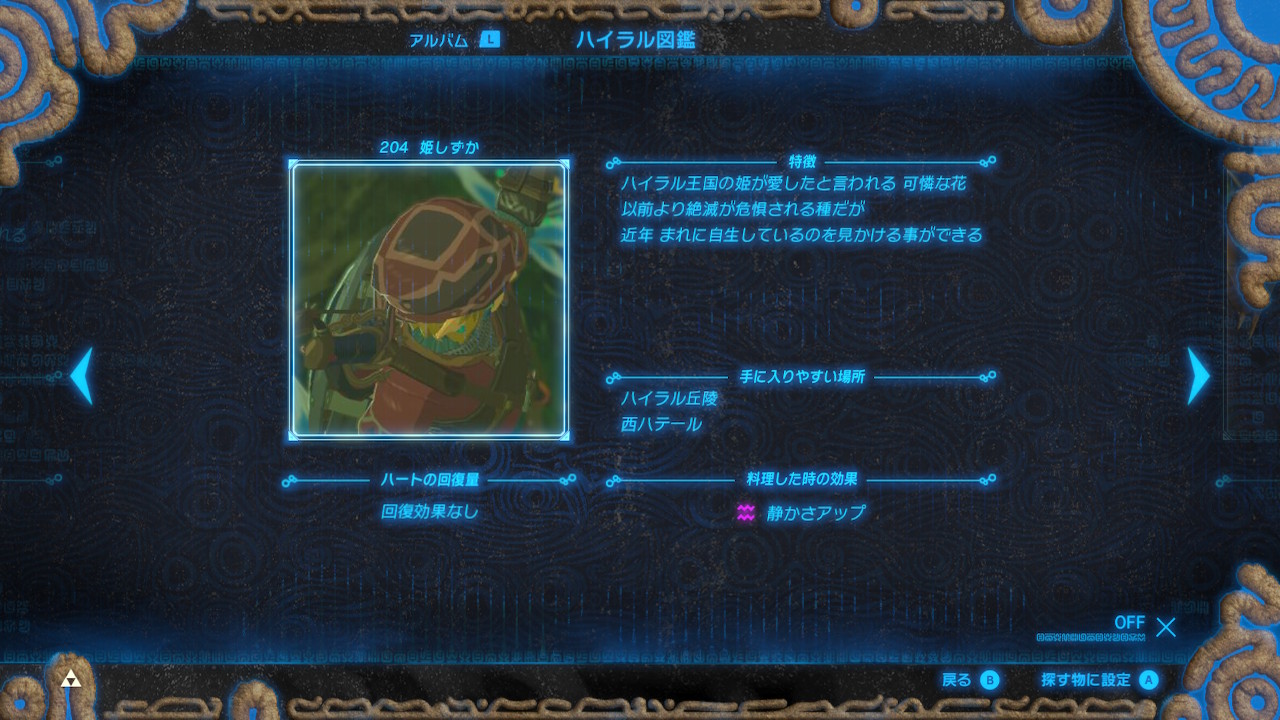 アルバム L
ハイラル図鑑
204 姫しずか
特徴
ハイラル王国の姫が愛したと言われる 可憐な花
以前より絶滅が危惧される種だが
近年 まれに自生しているのを見かける事ができる
手に入りやすい場所
ハイラル丘陵
西ハテール
ハートの回復量
回復効果なし
料理した時の効果
静かさアップ
OFF
戻る B
探す物に設定 A